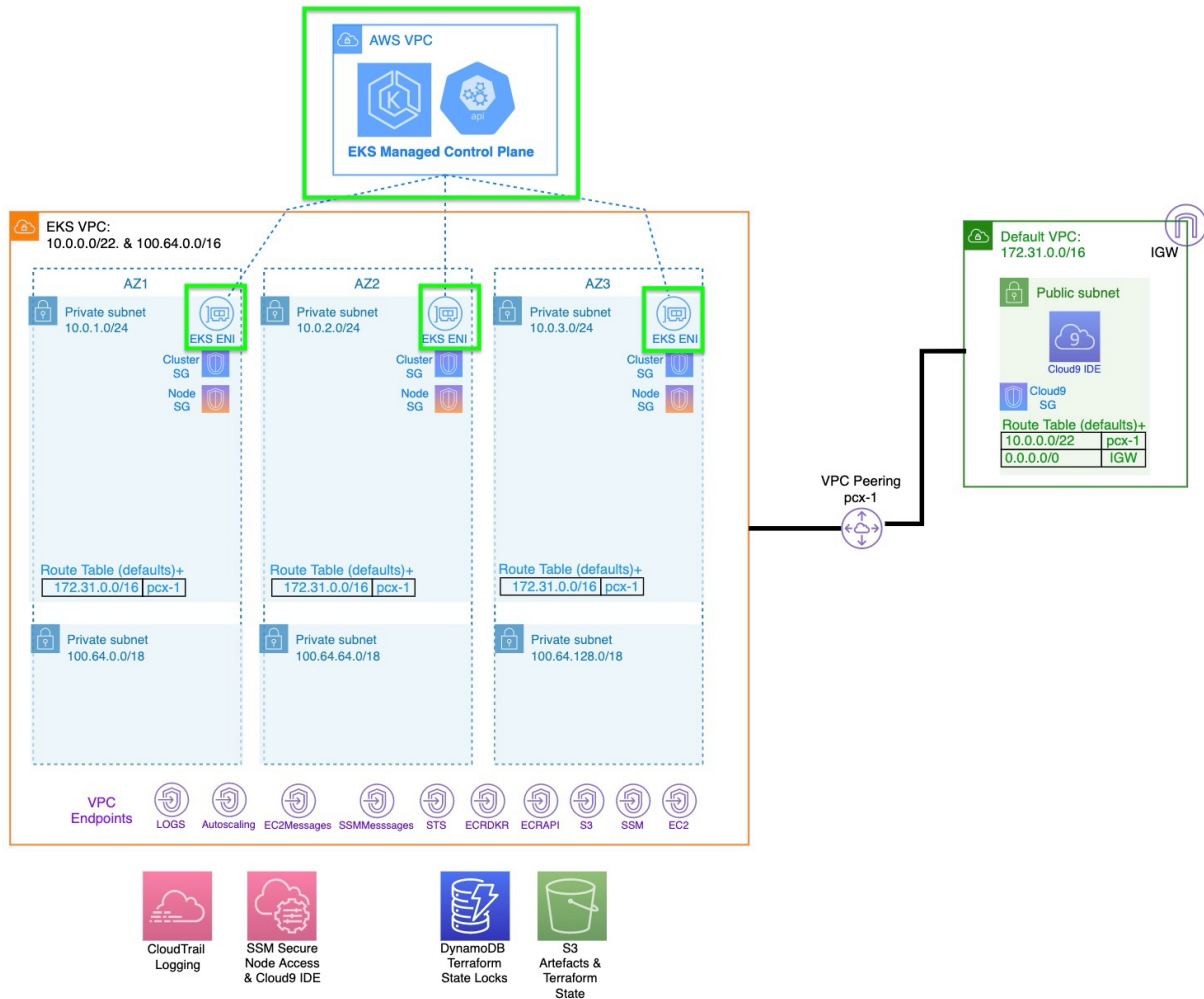 AWS VPC
K
api
EKS Managed Control Plane
EKS VPC:
10.0.0.0/22. & 100.64.0.0/16
AZ1
Private subnet
10.0.1.0/24
EKS ENI
Cluster
SG
Node
SG
Route Table (defaults)+
172.31.0.0/16 pcx-1
Private subnet
100.64.0.0/18
AZ2
Private subnet
10.0.2.0/24
EKS ENI
Cluster
SG
Node
SG
Route Table (defaults)+
172.31.0.0/16 pcx-1
Private subnet
100.64.64.0/18
AZ3
Private subnet
10.0.3.0/24
EKS ENI
Cluster
SG
Node
SG
Route Table (defaults)+
172.31.0.0/16 pcx-1
Private subnet
100.64.128.0/18
VPC
Endpoints
LOGS
Autoscaling
EC2Messages
SSMMesssages
STS
ECRDKR
ECRAPI
S3
SSM
EC2
VPC Peering
pcx-1
Default VPC:
172.31.0.0/16
IGW
Public subnet
9
Cloud9 IDE
Cloud9
SG
Route Table (defaults)+
10.0.0.0/22 pcx-1
0.0.0.0/0 IGW
CloudTrail
Logging
SSM Secure
Node Access
& Cloud9 IDE
DynamoDB
Terraform
State Locks
S3
Artefacts &
Terraform
State